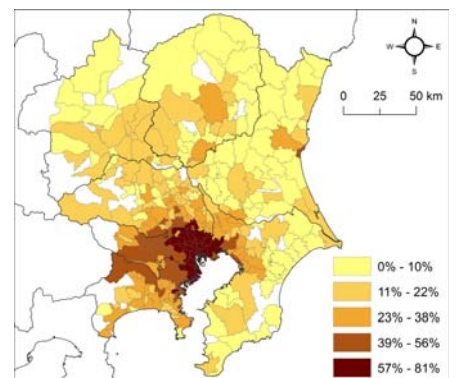 N
W E
S
0 25 50 km
0% - 10%
11% - 22%
23% - 38%
39% - 56%
57% - 81%